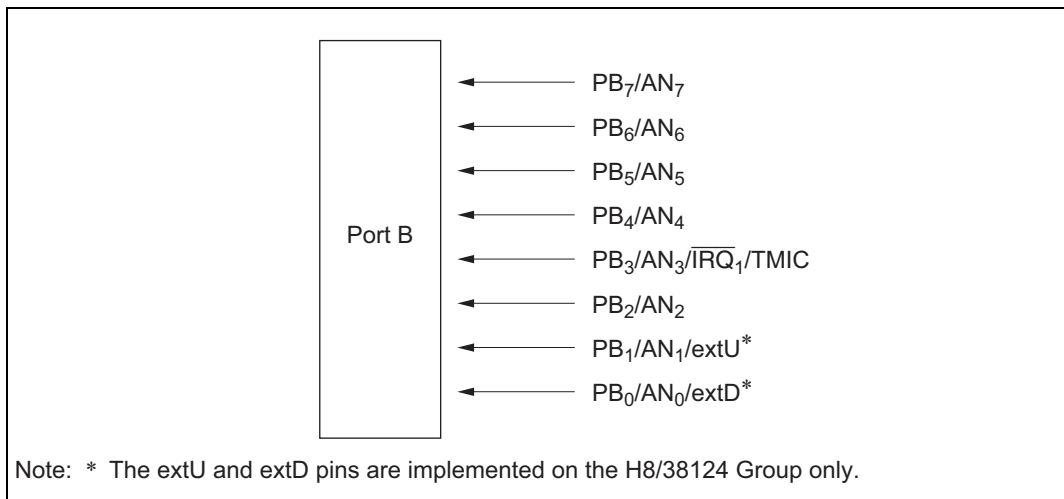 PB₇/AN₇
PB₆/AN₆
PB₅/AN₅
PB₄/AN₄
Port B
PB₃/AN₃/I̅R̅Q̅₁/TMIC
PB₂/AN₂
PB₁/AN₁/extU*
PB₀/AN₀/extD*
Note: * The extU and extD pins are implemented on the H8/38124 Group only.